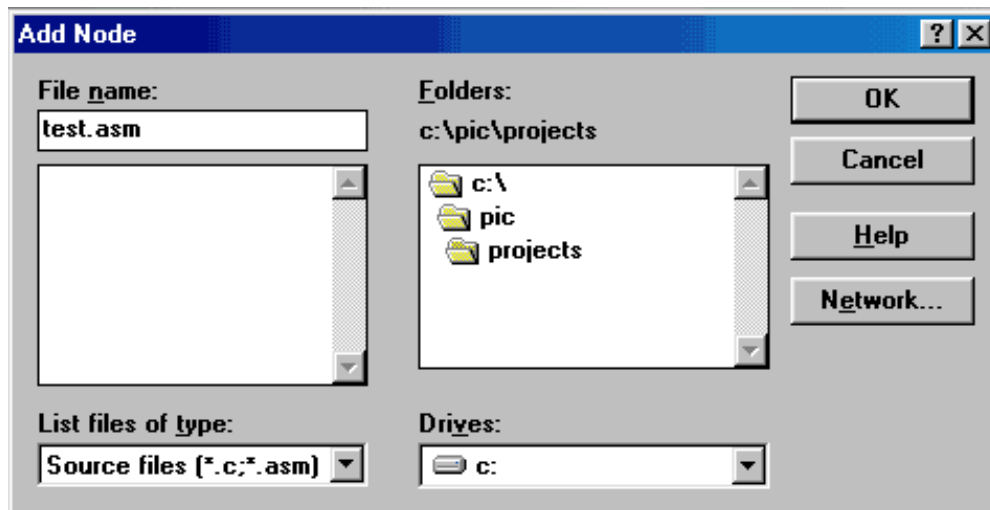 Add Node
File name:
test.asm
Folders:
c:\pic\projects
c:\
pic
projects
OK
Cancel
Help
Network...
List files of type:
Source files (*.c;*.asm)
Drives:
c: